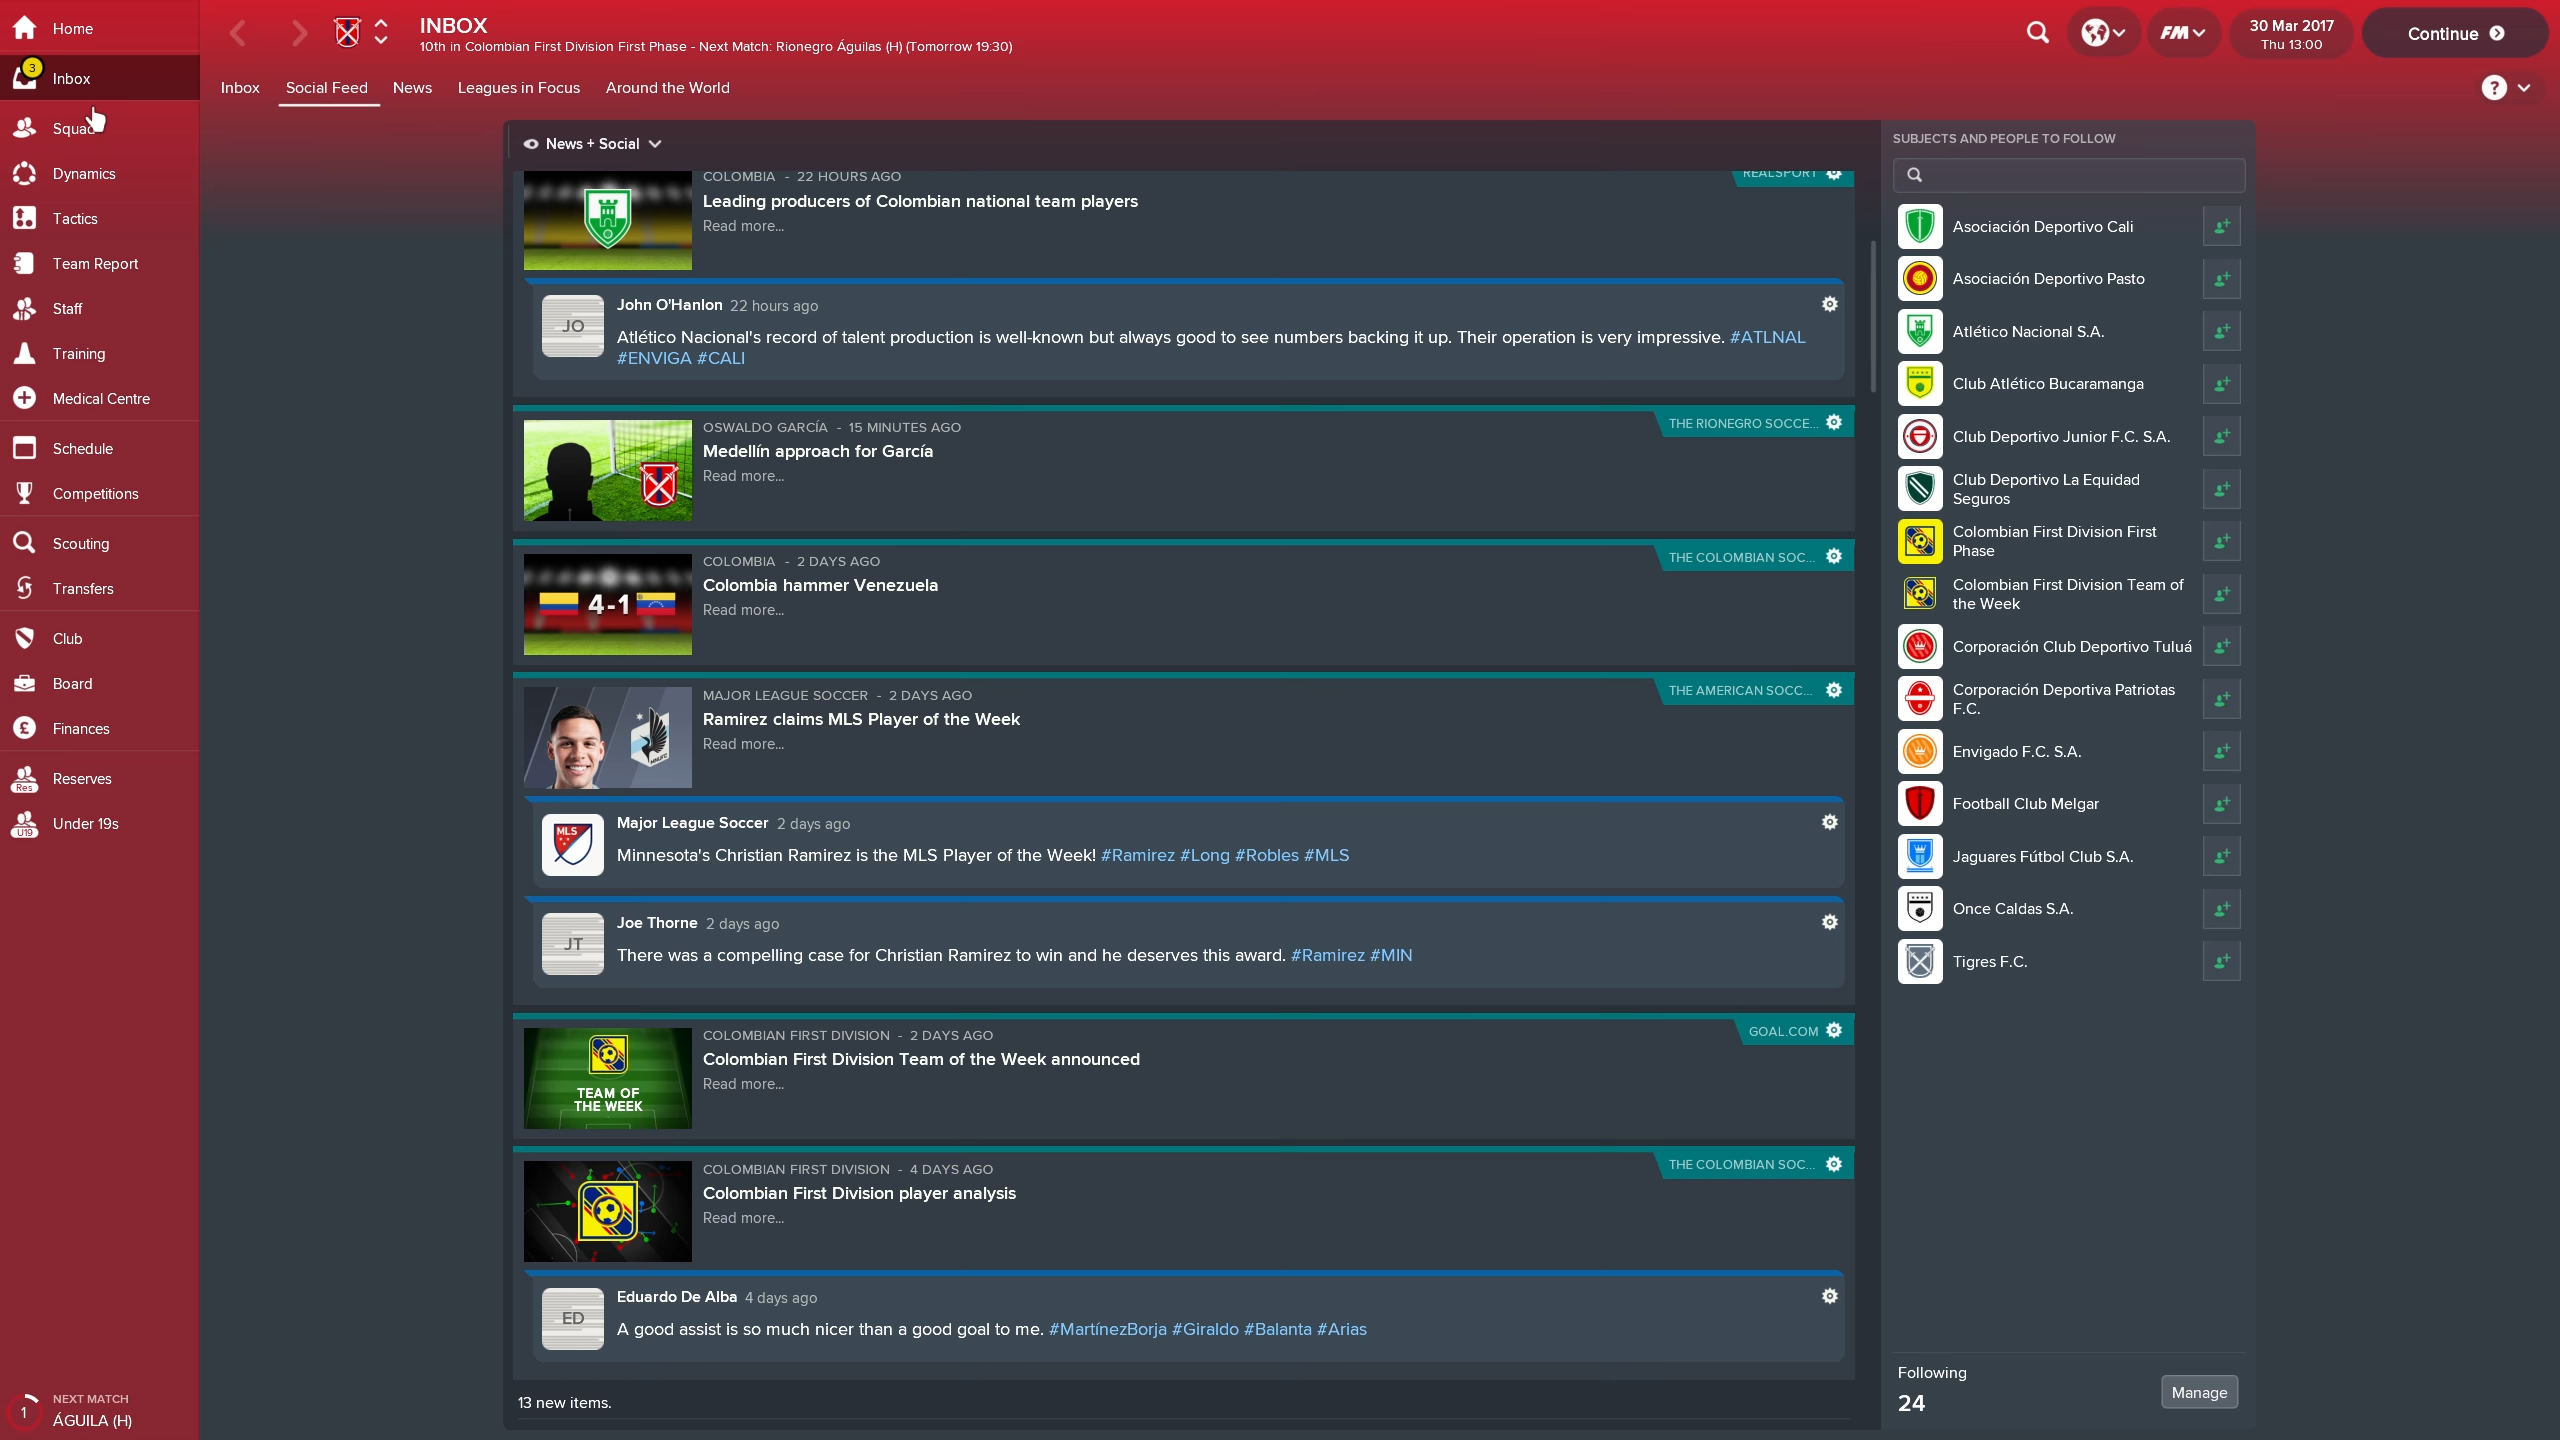 Home
3
Inbox
Squad
Dynamics
Tactics
Team Report
Staff
Training
Medical Centre
Schedule
Competitions
Scouting
Transfers
Club
Board
Finances
Res
Reserves
U19
Under 19s
1
NEXT MATCH
ÁGUILA (H)
INBOX
10th in Colombian First Division First Phase - Next Match: Rionegro Águilas (H) (Tomorrow 19:30)
FM
30 Mar 2017
Thu 13:00
Continue
Inbox
Social Feed
News
Leagues in Focus
Around the World
?
News + Social
COLOMBIA - 22 HOURS AGO
REALSPORT
Leading producers of Colombian national team players
Read more...
JO
John O'Hanlon 22 hours ago
Atlético Nacional's record of talent production is well-known but always good to see numbers backing it up. Their operation is very impressive. #ATLNAL
#ENVIGA #CALI
OSWALDO GARCÍA - 15 MINUTES AGO
THE RIONEGRO SOCCE...
Medellín approach for García
Read more...
COLOMBIA - 2 DAYS AGO
THE COLOMBIAN SOC...
4-1
Colombia hammer Venezuela
Read more...
MAJOR LEAGUE SOCCER - 2 DAYS AGO
THE AMERICAN SOCC...
Ramirez claims MLS Player of the Week
Read more...
MNUFC
MLS
Major League Soccer 2 days ago
Minnesota's Christian Ramirez is the MLS Player of the Week! #Ramirez #Long #Robles #MLS
JT
Joe Thorne 2 days ago
There was a compelling case for Christian Ramirez to win and he deserves this award. #Ramirez #MIN
COLOMBIAN FIRST DIVISION - 2 DAYS AGO
GOAL.COM
Colombian First Division Team of the Week announced
Read more...
TEAM OF
THE WEEK
COLOMBIAN FIRST DIVISION - 4 DAYS AGO
THE COLOMBIAN SOC...
Colombian First Division player analysis
Read more...
ED
Eduardo De Alba 4 days ago
A good assist is so much nicer than a good goal to me. #MartínezBorja #Giraldo #Balanta #Arias
13 new items.
SUBJECTS AND PEOPLE TO FOLLOW
Asociación Deportivo Cali
Asociación Deportivo Pasto
Atlético Nacional S.A.
Club Atlético Bucaramanga
Club Deportivo Junior F.C. S.A.
Club Deportivo La Equidad
Seguros
Colombian First Division First
Phase
Colombian First Division Team of
the Week
Corporación Club Deportivo Tuluá
Corporación Deportiva Patriotas
F.C.
Envigado F.C. S.A.
Football Club Melgar
Jaguares Fútbol Club S.A.
Once Caldas S.A.
Tigres F.C.
Following
24
Manage